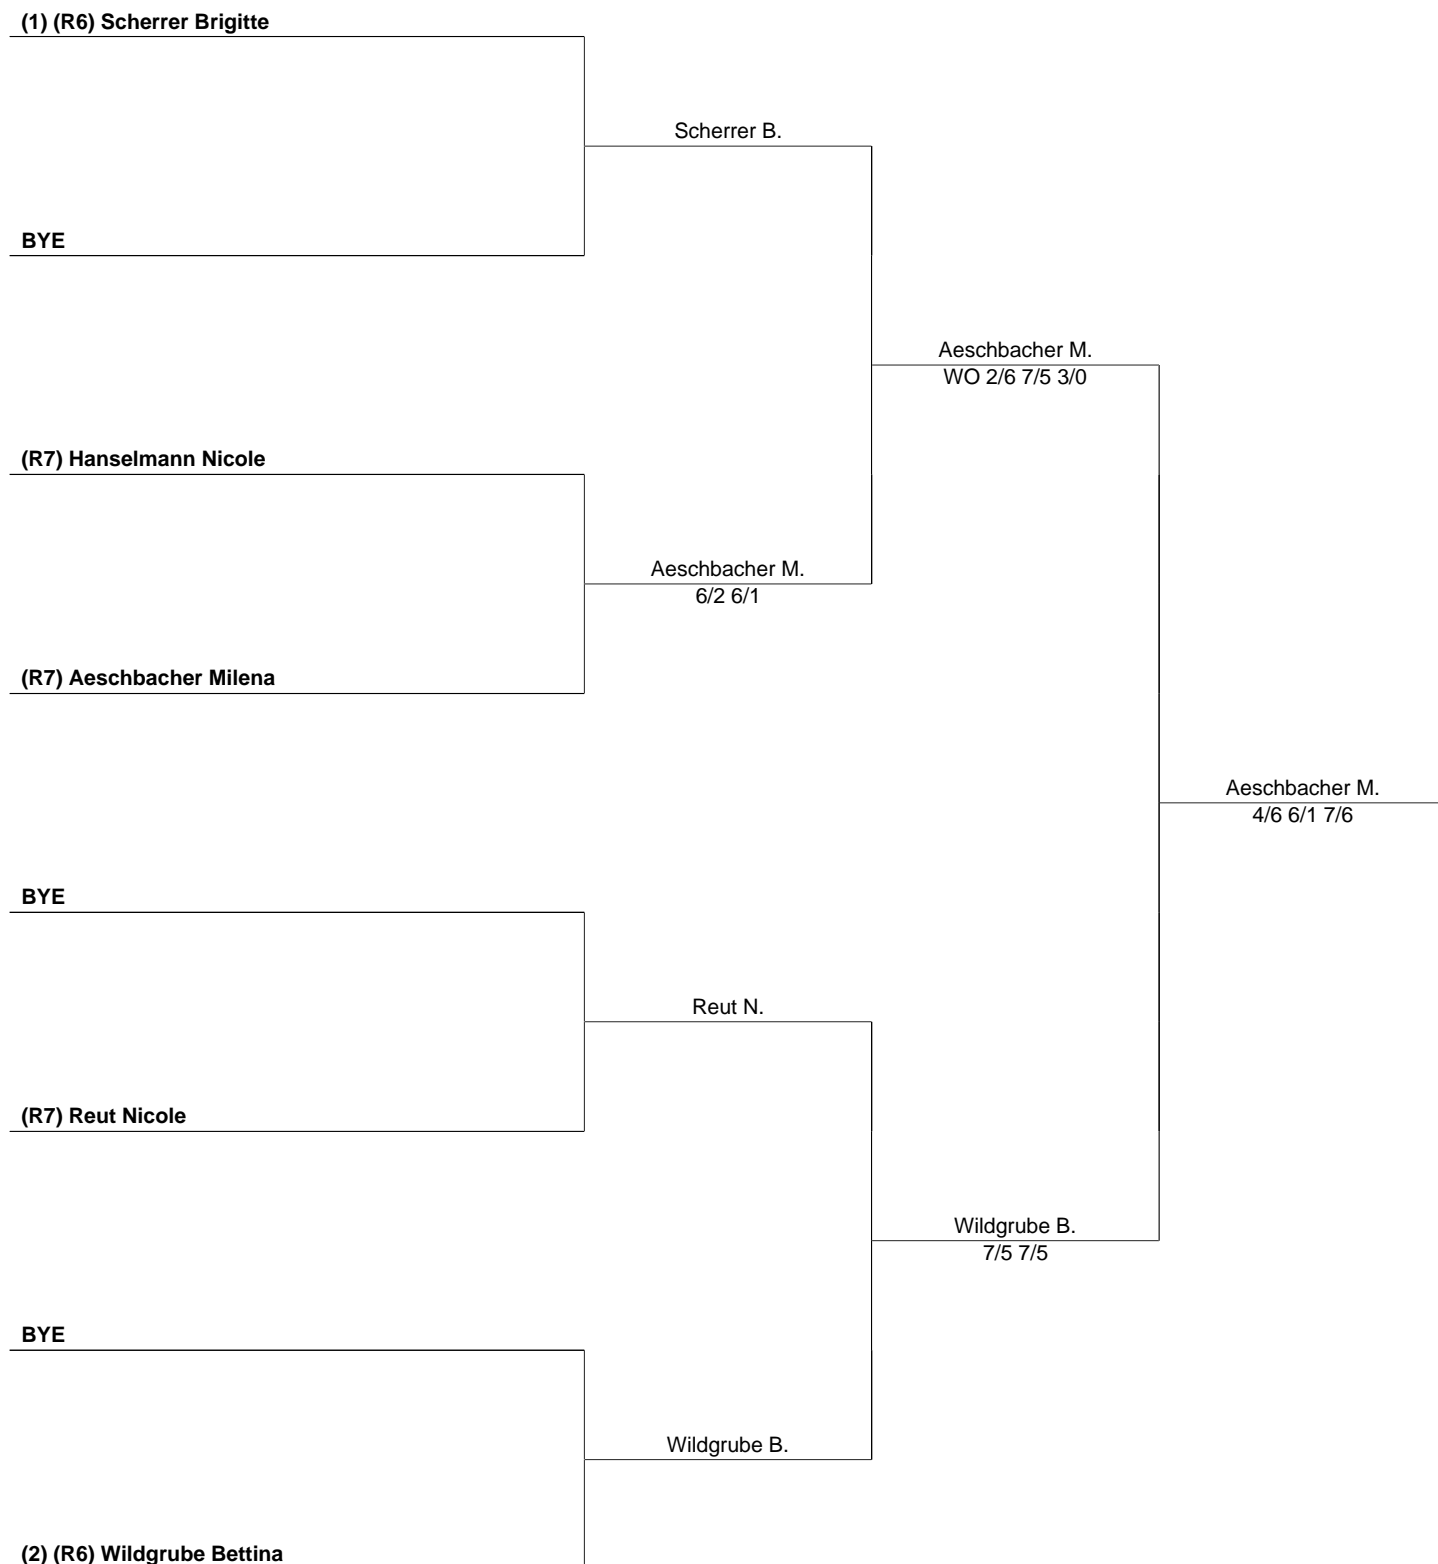 (1) (R6) Scherrer Brigitte
Scherrer B.
BYE
Aeschbacher M.
WO 2/6 7/5 3/0
(R7) Hanselmann Nicole
Aeschbacher M.
6/2 6/1
(R7) Aeschbacher Milena
Aeschbacher M.
4/6 6/1 7/6
BYE
Reut N.
(R7) Reut Nicole
Wildgrube B.
7/5 7/5
BYE
Wildgrube B.
(2) (R6) Wildgrube Bettina